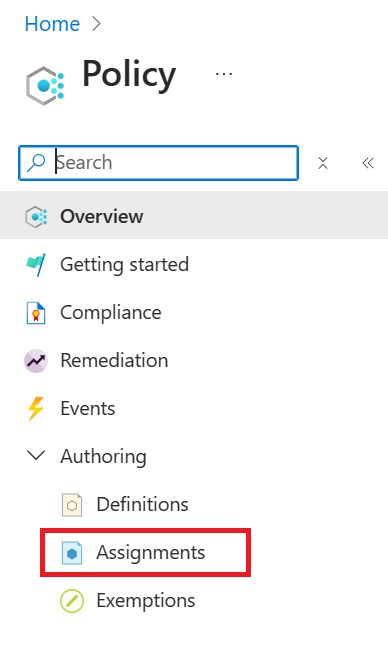 Home
Policy ...
Search
Overview
Getting started
Compliance
Remediation
Events
Authoring
Definitions
Assignments
Exemptions